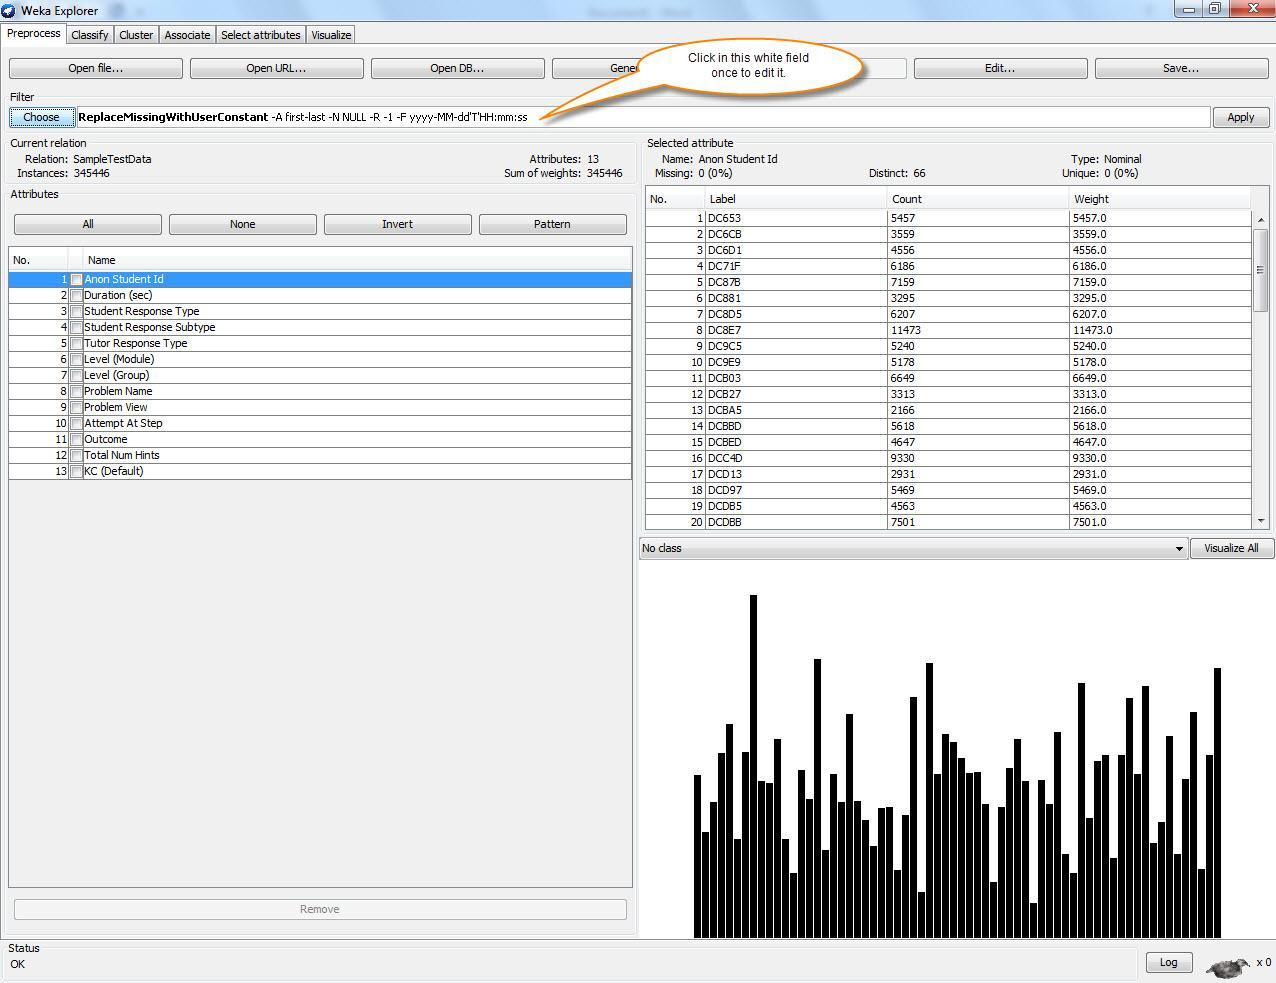 Weka Explorer
Preprocess Classify Cluster Associate Select attributes Visualize
Open file... Open URL... Open DB... Gene Edit... Save...
Click in this white field
once to edit it.
Filter
Choose ReplaceMissingWithUserConstant -A first-last -N NULL -R -1 -F yyyy-MM-dd'T'HH:mm:ss Apply
Current relation
Relation: SampleTestData Attributes: 13
Instances: 345446 Sum of weights: 345446
Attributes
All None Invert Pattern
No. Name
1 Anon Student Id
2 Duration (sec)
3 Student Response Type
4 Student Response Subtype
5 Tutor Response Type
6 Level (Module)
7 Level (Group)
8 Problem Name
9 Problem View
10 Attempt At Step
11 Outcome
12 Total Num Hints
13 KC (Default)
Remove
Selected attribute
Name: Anon Student Id Type: Nominal
Missing: 0 (0%) Distinct: 66 Unique: 0 (0%)
No. Label Count Weight
1 DC653 5457 5457.0
2 DC6CB 3559 3559.0
3 DC6D1 4556 4556.0
4 DC71F 6186 6186.0
5 DC87B 7159 7159.0
6 DC881 3295 3295.0
7 DC8D5 6207 6207.0
8 DC8E7 11473 11473.0
9 DC9C5 5240 5240.0
10 DC9E9 5178 5178.0
11 DCB03 6649 6649.0
12 DCB27 3313 3313.0
13 DCBA5 2166 2166.0
14 DCBBD 5618 5618.0
15 DCBED 4647 4647.0
16 DCC4D 9330 9330.0
17 DCD13 2931 2931.0
18 DCD97 5469 5469.0
19 DCDB5 4563 4563.0
20 DCDBB 7501 7501.0
No class Visualize All
Status
OK
Log x 0